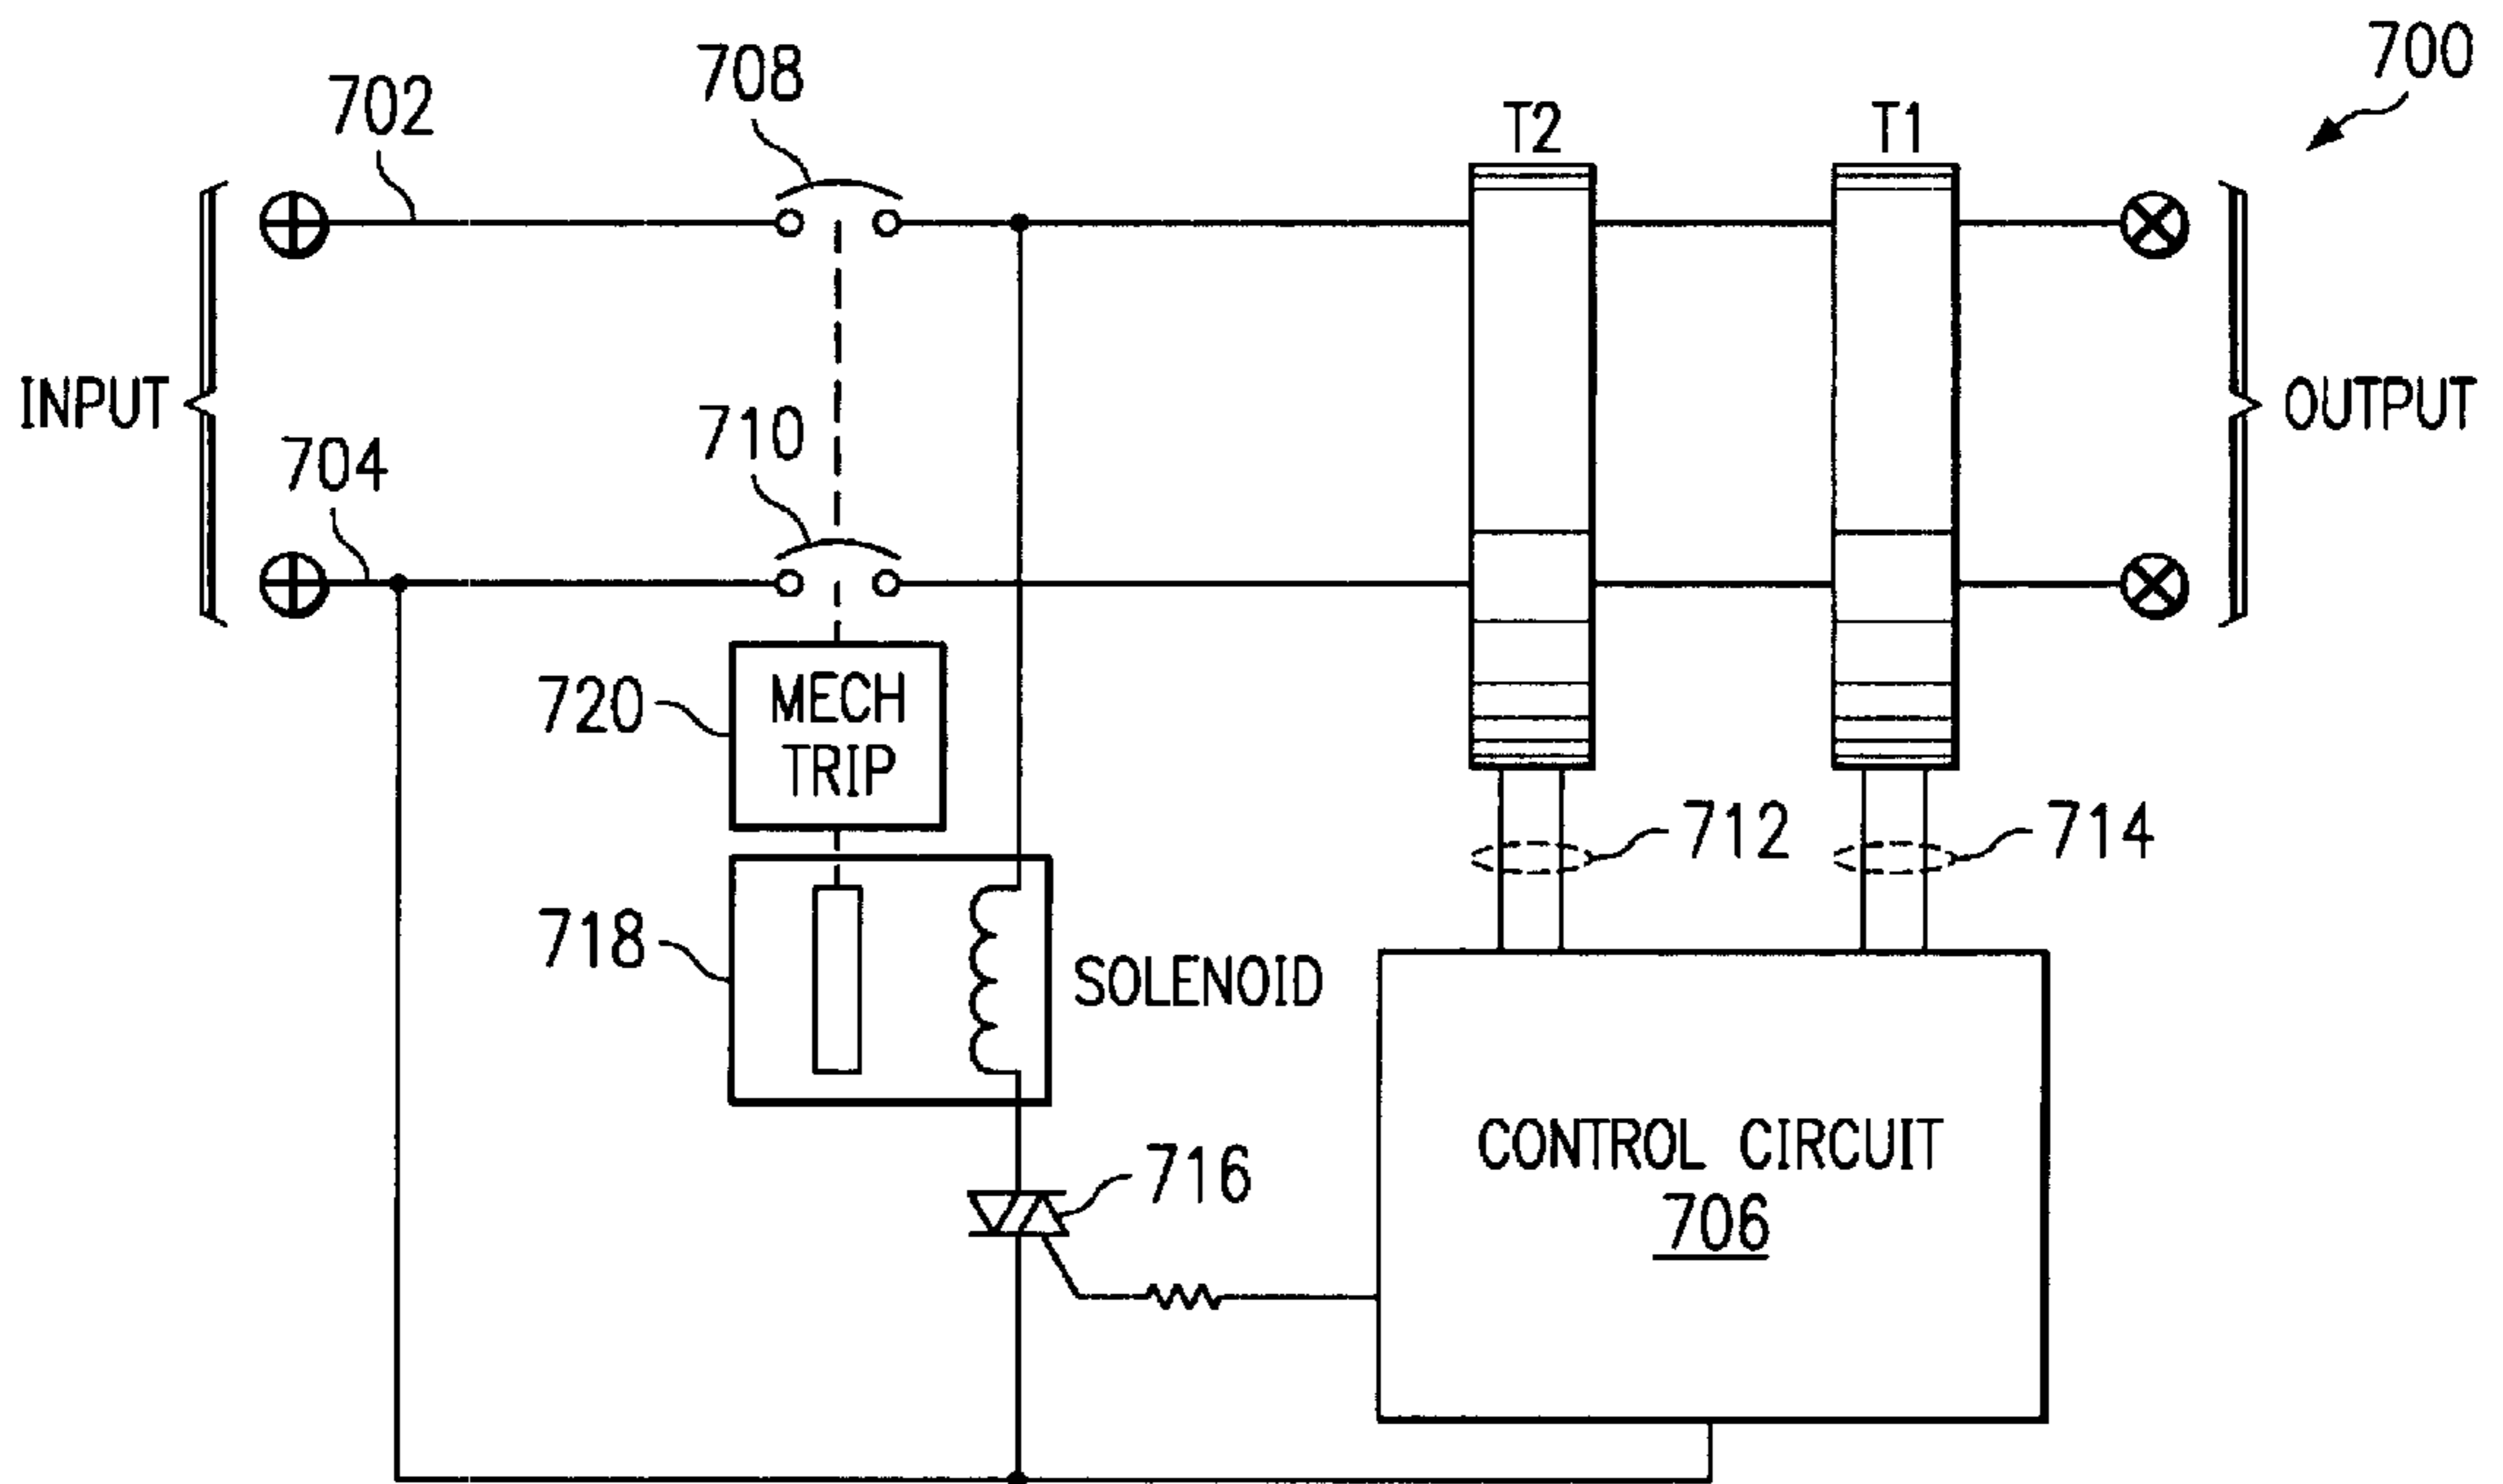 700
708
702
T2
T1
INPUT
OUTPUT
710
704
720
MECH
TRIP
712
714
718
SOLENOID
CONTROL CIRCUIT
706
716